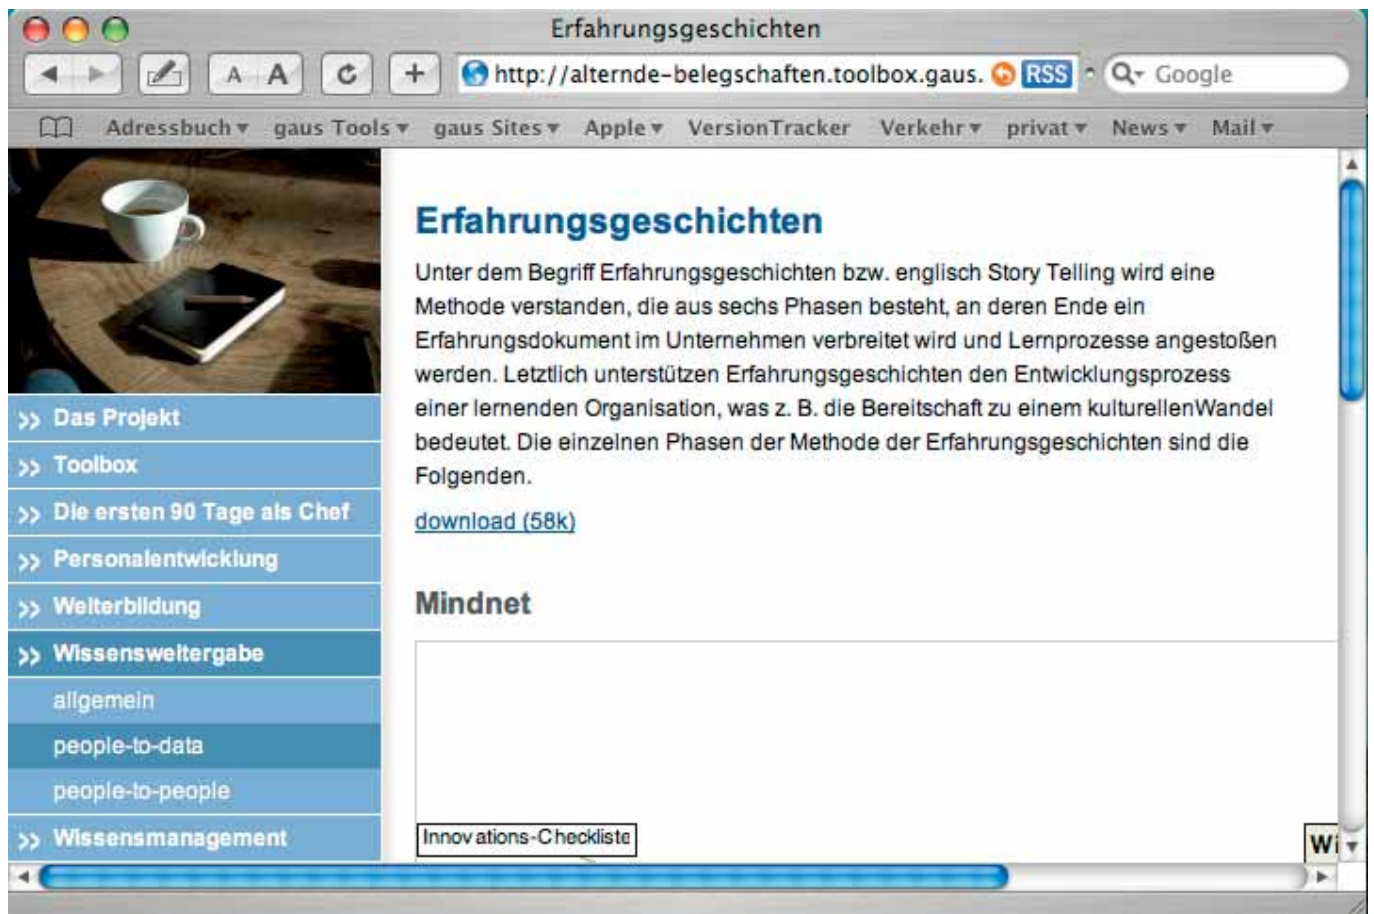 Erfahrungsgeschichten
A A + http://alternde-belegschaften.toolbox.gaus. RSS Google
Adressbuch gaus Tools gaus Sites Apple VersionTracker Verkehr privat News Mail
Erfahrungsgeschichten
Unter dem Begriff Erfahrungsgeschichten bzw. englisch Story Telling wird eine
Methode verstanden, die aus sechs Phasen besteht, an deren Ende ein
Erfahrungsdokument im Unternehmen verbreitet wird und Lernprozesse angestoßen
werden. Letztlich unterstützen Erfahrungsgeschichten den Entwicklungsprozess
einer lernenden Organisation, was z. B. die Bereitschaft zu einem kulturellenWandel
bedeutet. Die einzelnen Phasen der Methode der Erfahrungsgeschichten sind die
Folgenden.
download (58k)
Mindnet
Innovations-Checkliste
Wi
>> Das Projekt
>> Toolbox
>> Die ersten 90 Tage als Chef
>> Personalentwicklung
>> Weiterbildung
>> Wissensweitergabe
allgemein
people-to-data
people-to-people
>> Wissensmanagement